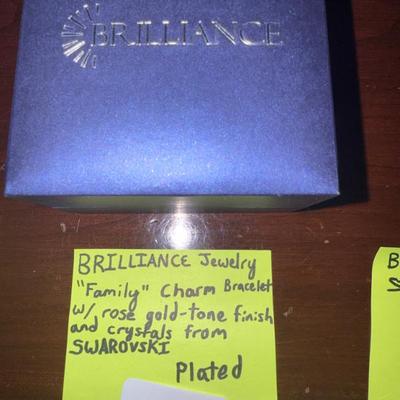 BRILLIANCE
BRILLIANCE Jewelry
"Family" Charm Bracelet
w/ rose gold-tone finish
and crystals from
SWAROVSKI
Plated
B
S